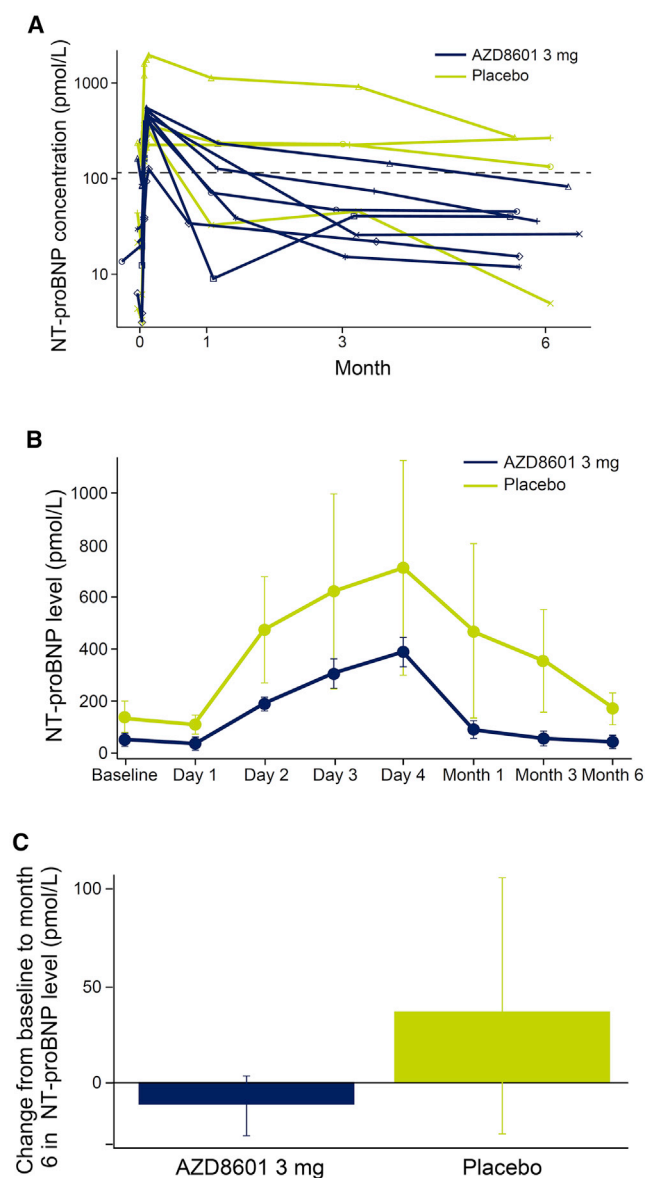 A
NT-proBNP concentration (pmol/L)
1000
100
10
AZD8601 3 mg
Placebo
0
1
3
6
Month
B
NT-proBNP level (pmol/L)
1000
800
600
400
200
0
AZD8601 3 mg
Placebo
Baseline
Day 1
Day 2
Day 3
Day 4
Month 1
Month 3
Month 6
C
Change from baseline to month
6 in NT-proBNP level (pmol/L)
100
50
0
AZD8601 3 mg
Placebo